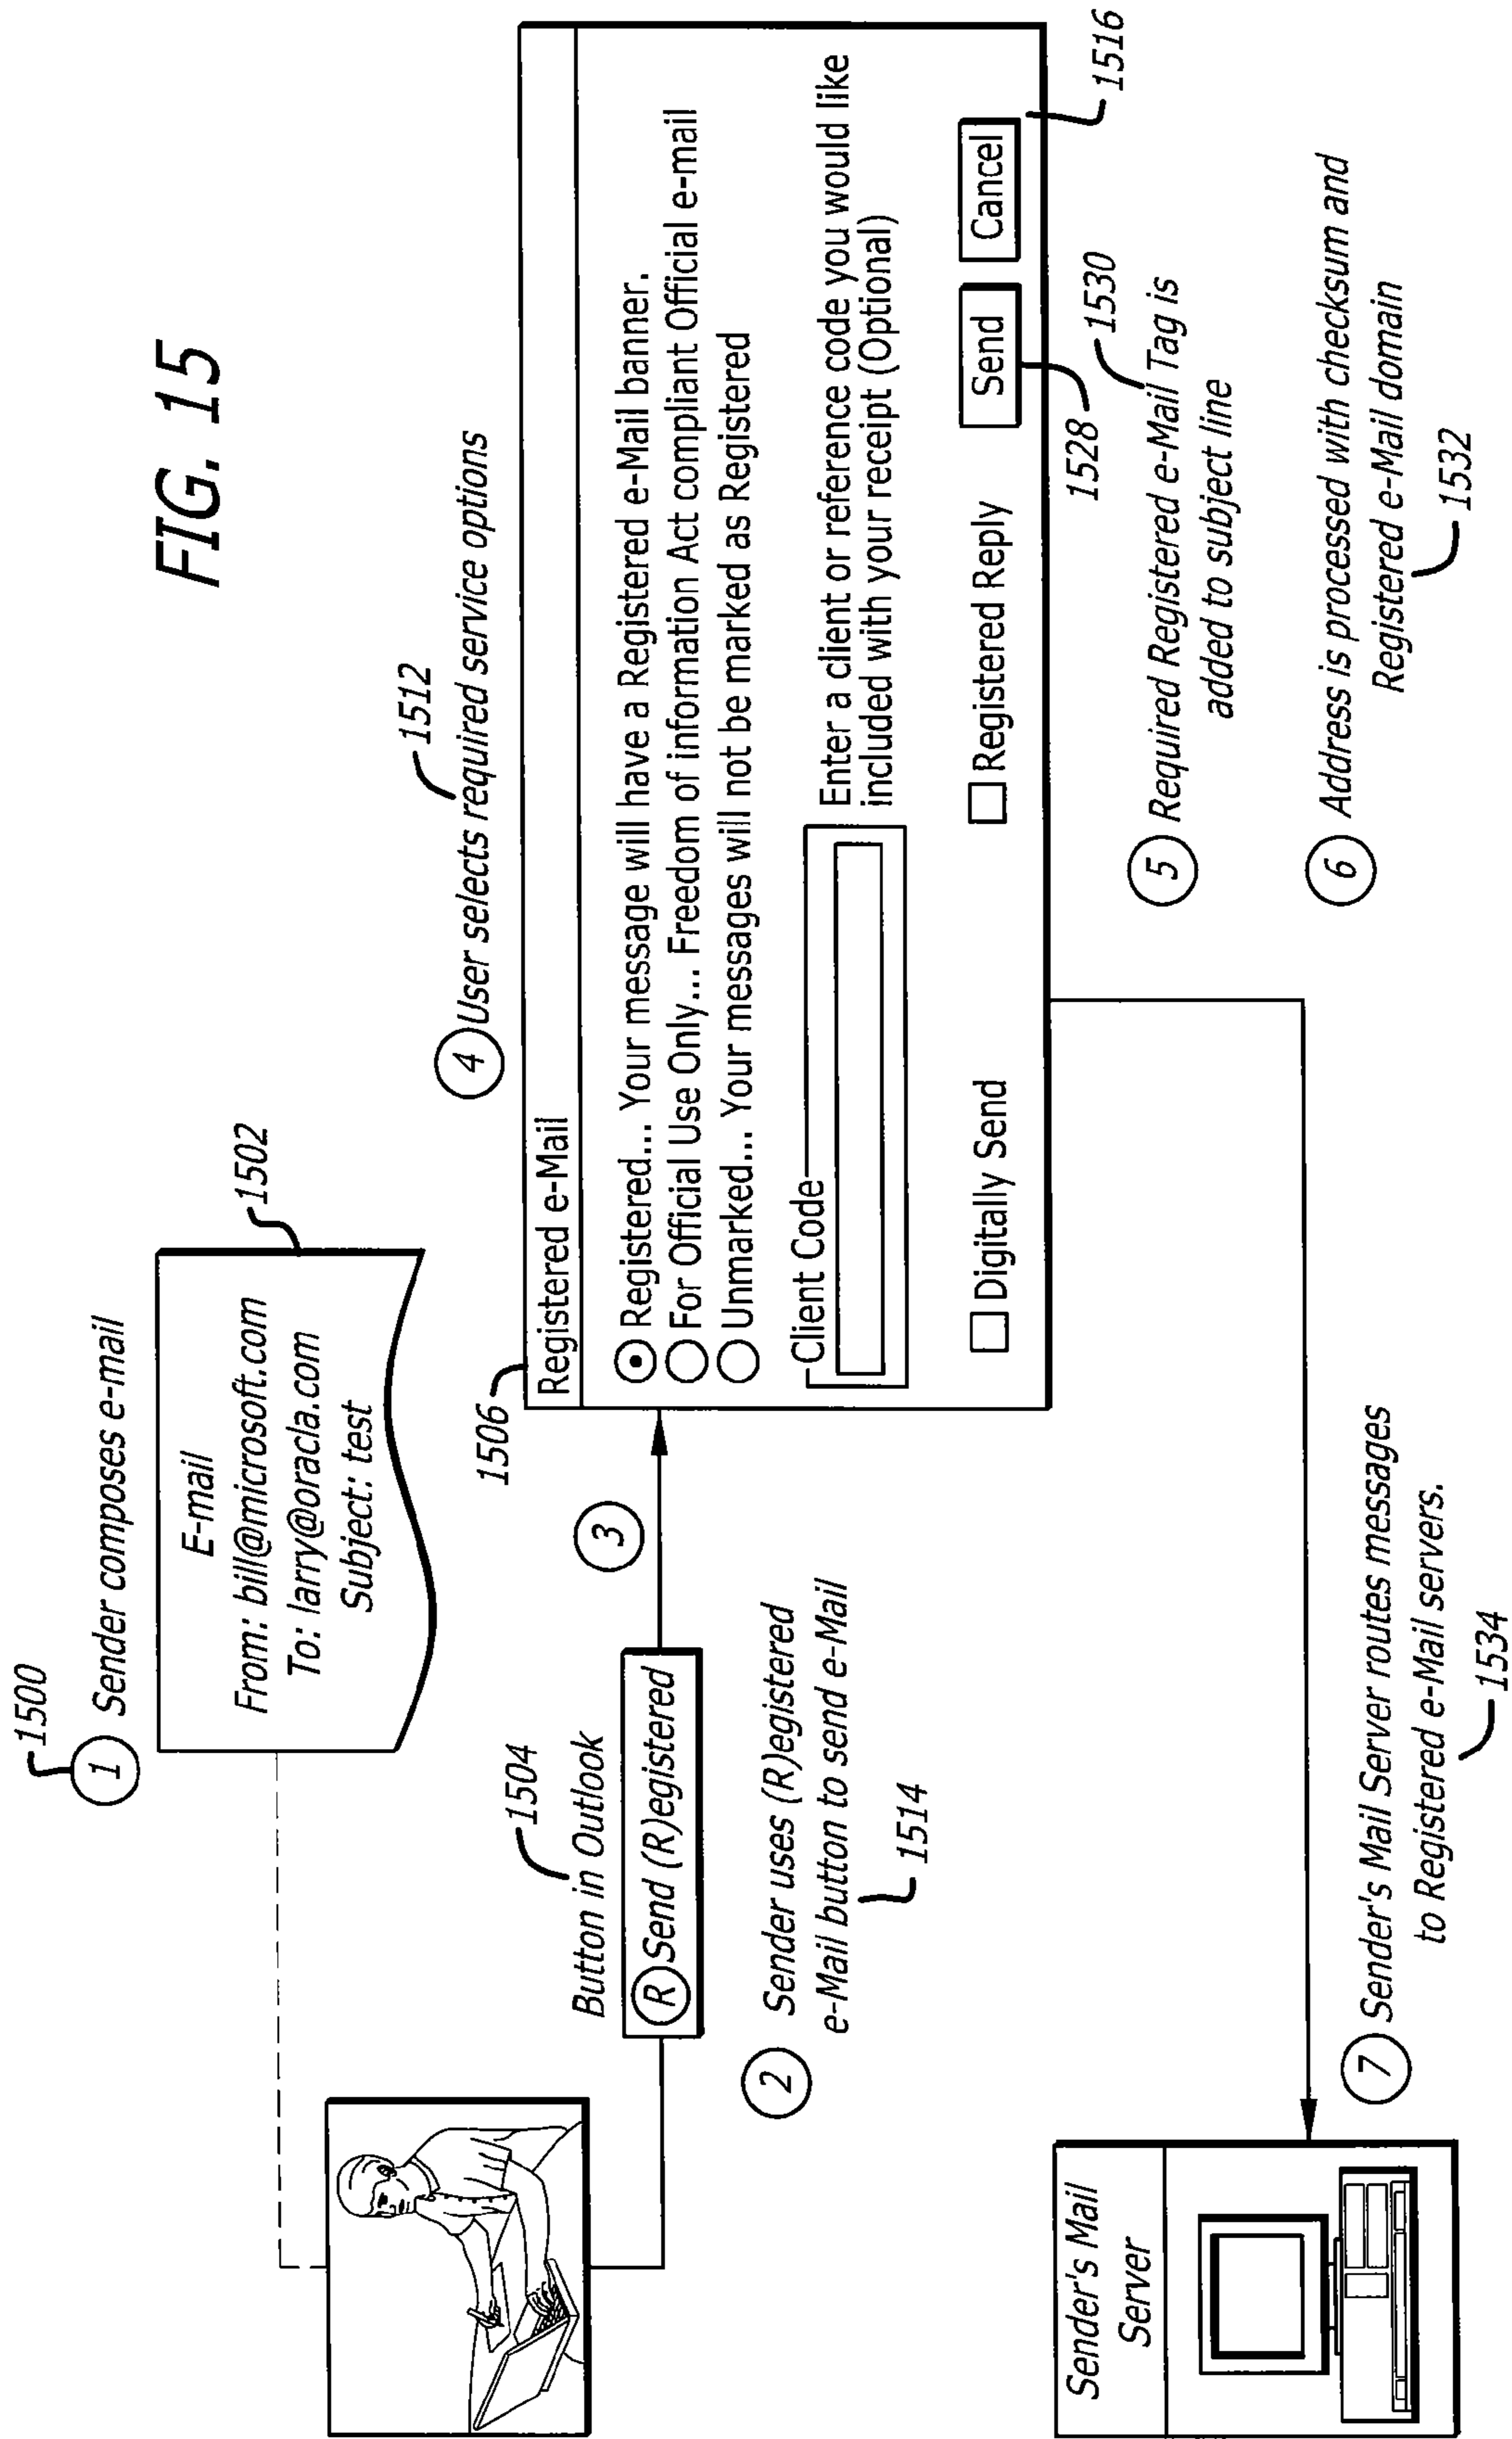 FIG. 15
1500
1 Sender composes e-mail
E-mail
From: bill@microsoft.com
To: larry@oracla.com
Subject: test
1502
1504
Button in Outlook
R Send (R)egistered
2 Sender uses (R)egistered
e-Mail button to send e-Mail
1514
3
1512
4 User selects required service options
1506
Registered e-Mail
Registered... Your message will have a Registered e-Mail banner.
For Official Use Only... Freedom of information Act compliant Official e-mail
Unmarked... Your messages will not be marked as Registered
Client Code
Enter a client or reference code you would like
included with your receipt (Optional)
Digitally Send
Registered Reply
Send
Cancel
1516
1528
1530
5 Required Registered e-Mail Tag is
added to subject line
6 Address is processed with checksum and
Registered e-Mail domain
1532
Sender's Mail
Server
7 Sender's Mail Server routes messages
to Registered e-Mail servers.
1534